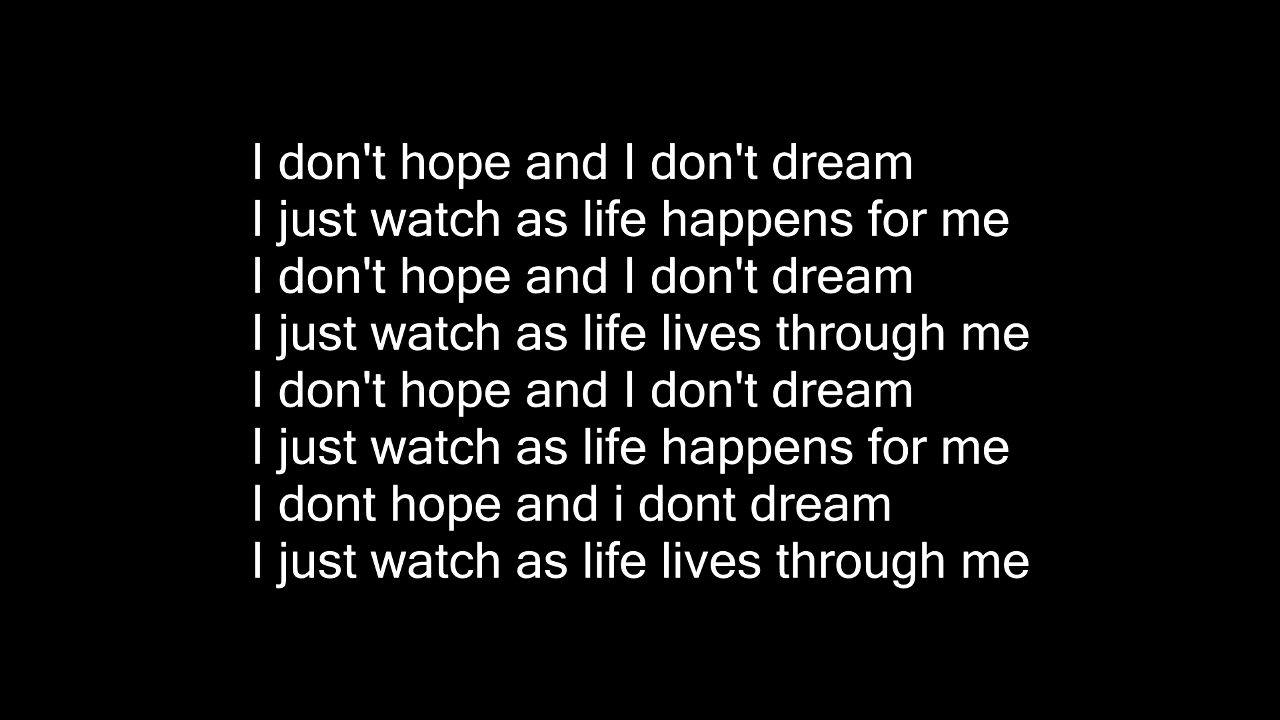 I don't hope and I don't dream
I just watch as life happens for me
I don't hope and I don't dream
I just watch as life lives through me
I don't hope and I don't dream
I just watch as life happens for me
I dont hope and i dont dream
I just watch as life lives through me